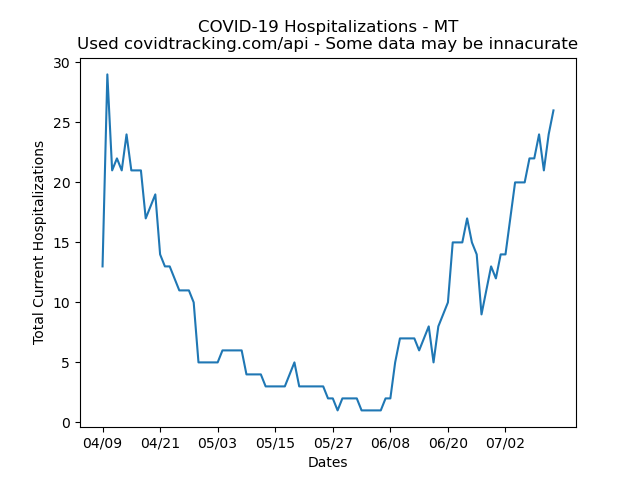 COVID-19 Hospitalizations - MT
Used covidtracking.com/api - Some data may be innacurate
30
25
20
15
10
5
0
Total Current Hospitalizations
04/09 04/21 05/03 05/15 05/27 06/08 06/20 07/02
Dates